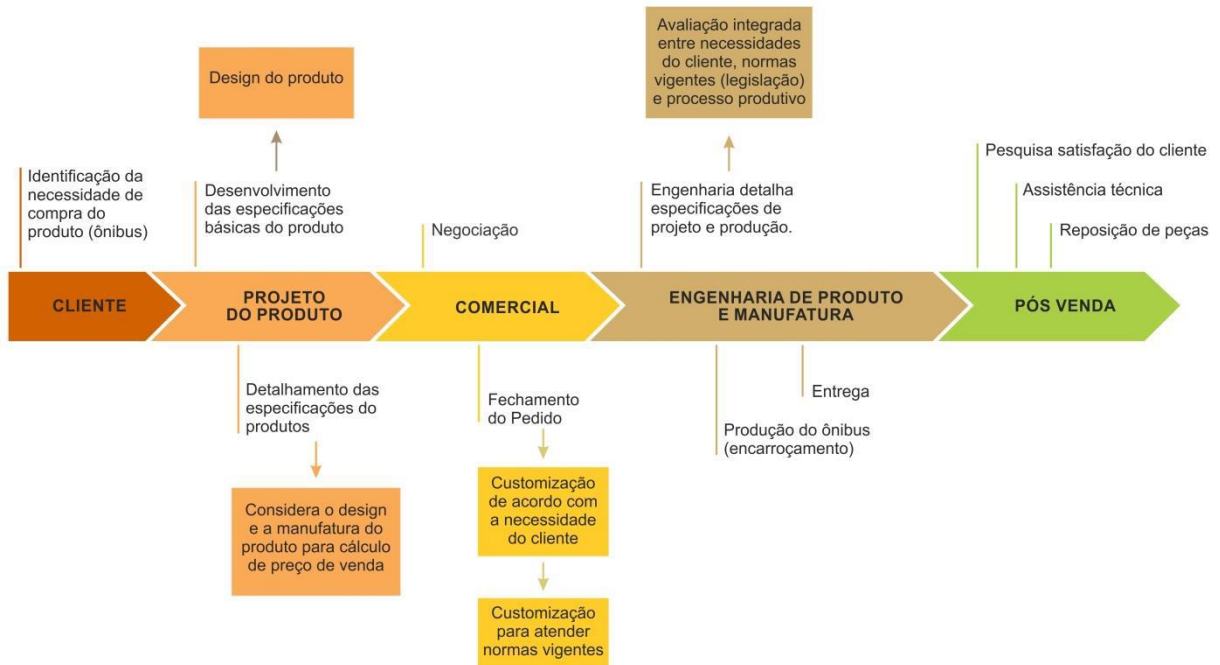 Design do produto
Avaliação integrada
entre necessidades
do cliente, normas
vigentes (legislação)
e processo produtivo
Identificação da
necessidade de
compra do
produto (ônibus)
Desenvolvimento
das especificações
básicas do produto
Negociação
Engenharia detalha
especificações de
projeto e produção.
Pesquisa satisfação do cliente
Assistência técnica
Reposição de peças
CLIENTE
PROJETO
DO PRODUTO
COMERCIAL
ENGENHARIA DE PRODUTO
E MANUFATURA
PÓS VENDA
Detalhamento das
especificações do
produtos
Fechamento
do Pedido
Entrega
Produção do ônibus
(encarroçamento)
Considera o design
e a manufatura do
produto para cálculo
de preço de venda
Customização
de acordo com
a necessidade
do cliente
Customização
para atender
normas vigentes